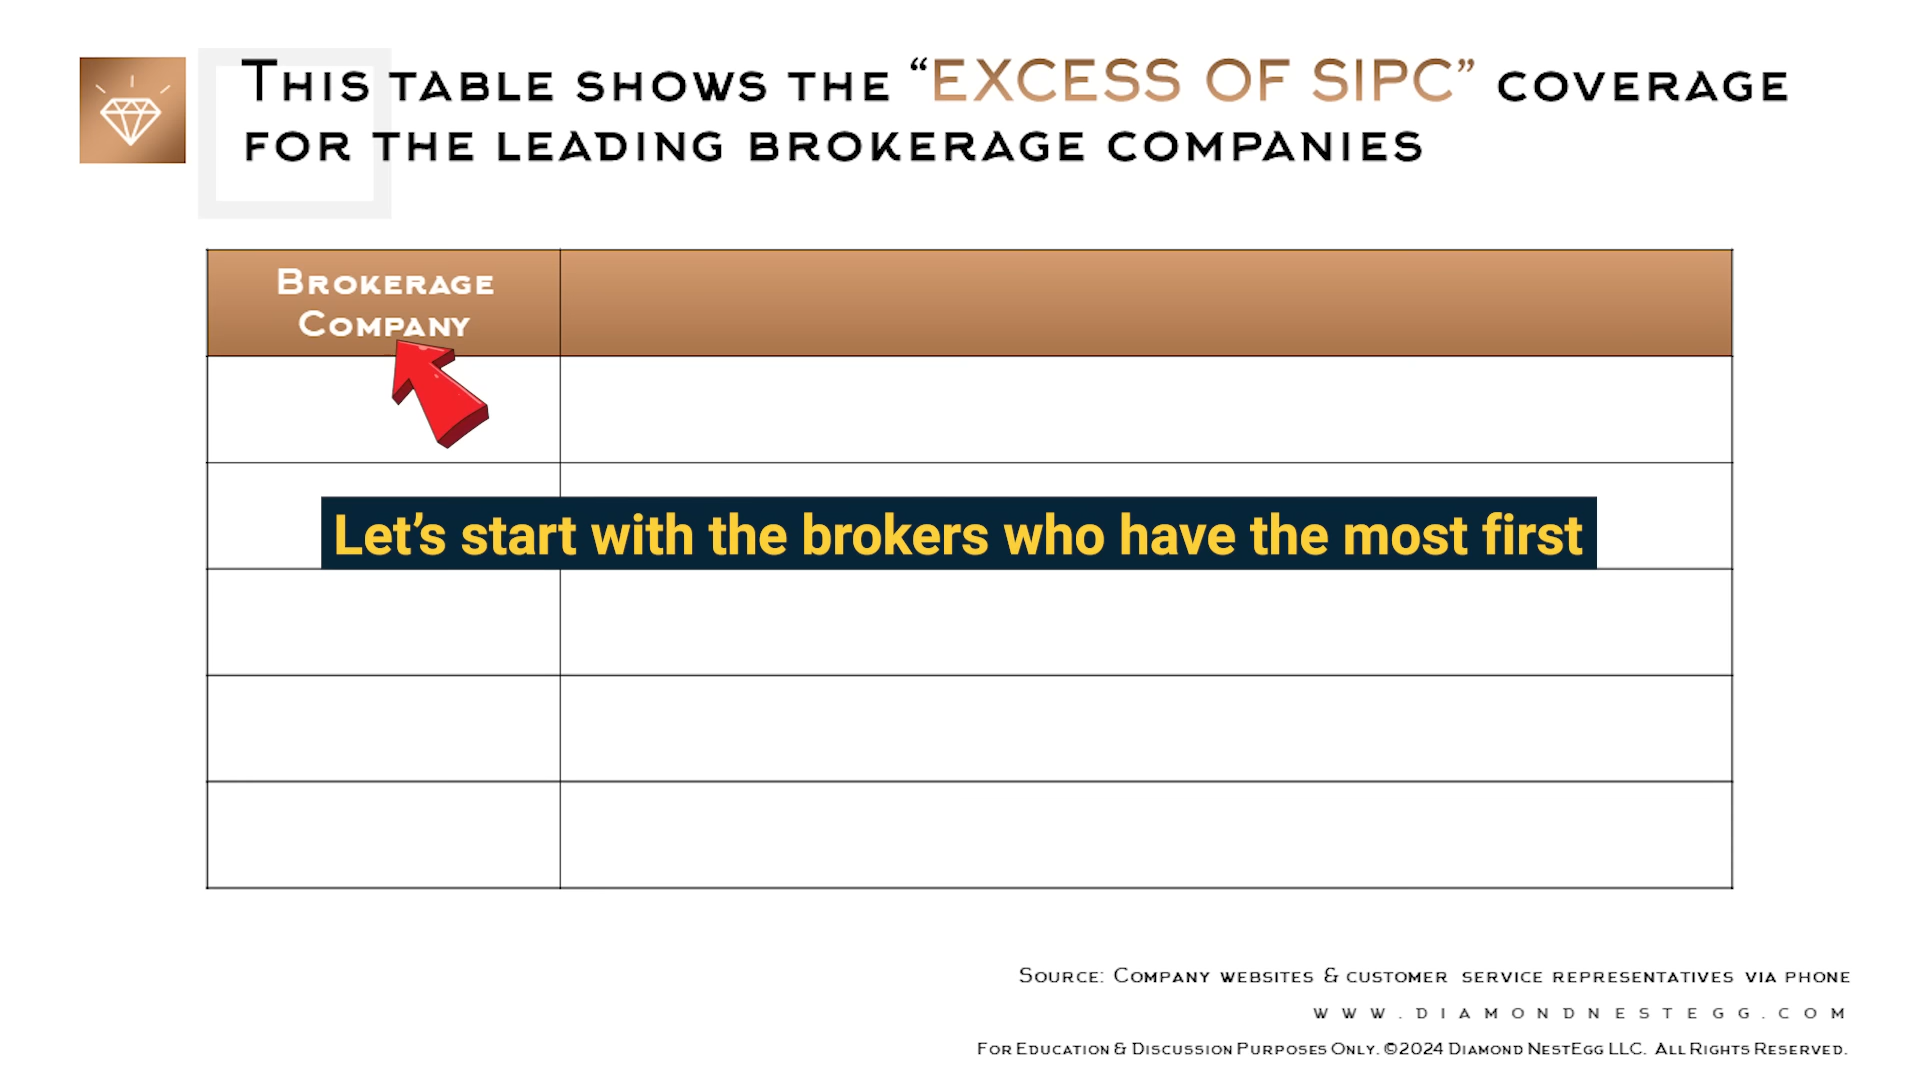 This table shows the “EXCESS OF SIPC” coverage
for the leading brokerage companies
Brokerage
Company
Let’s start with the brokers who have the most first
Source: Company websites & customer service representatives via phone
www.diamondnestegg.com
For Education & Discussion Purposes Only. ©2024 Diamond NestEgg LLC. All Rights Reserved.